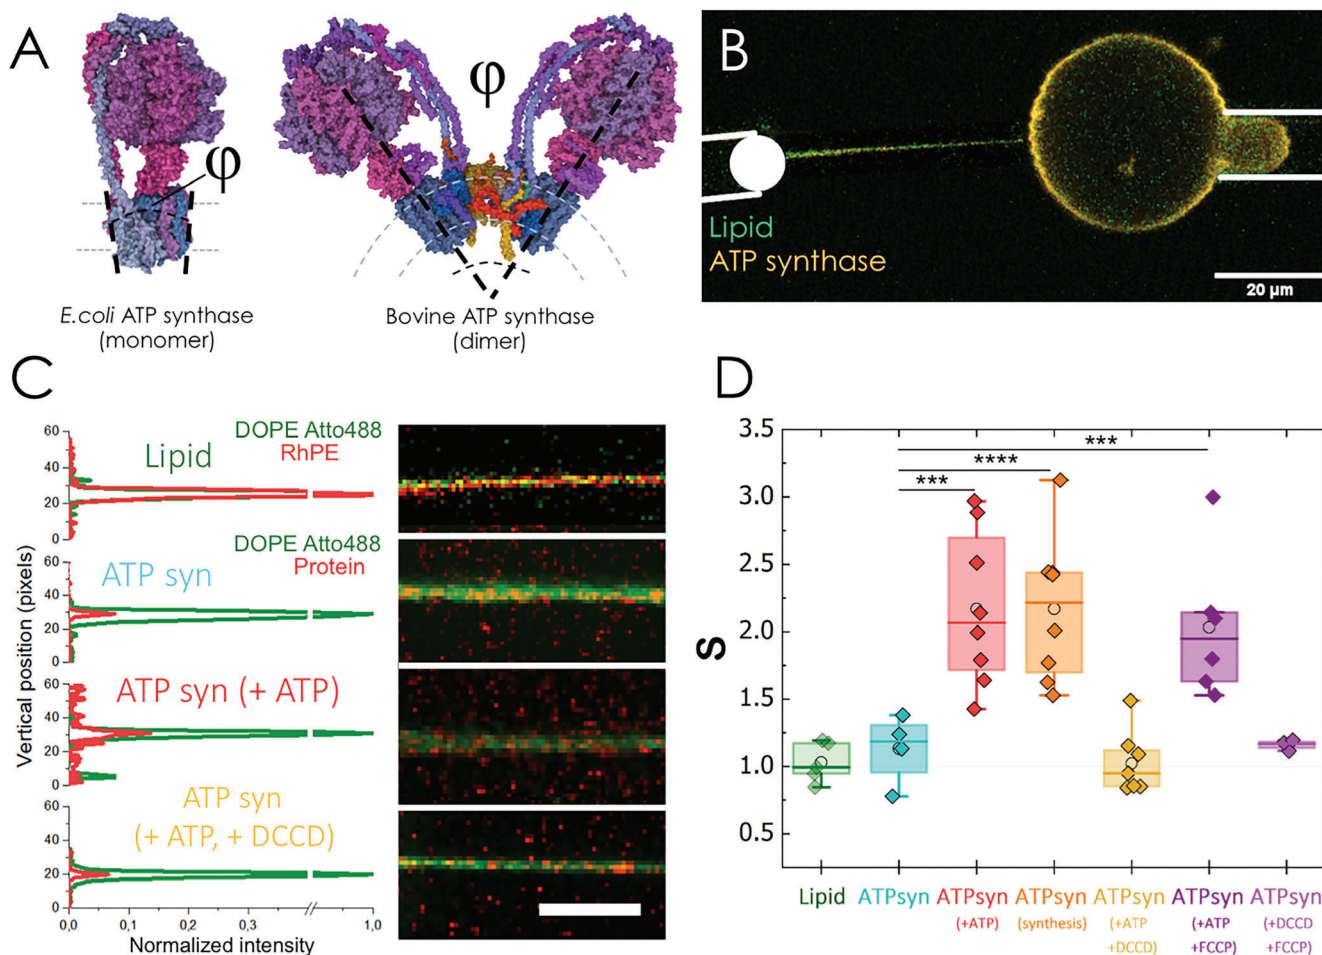 A
φ
φ
E.coli ATP synthase
(monomer)
Bovine ATP synthase
(dimer)
B
Lipid
ATP synthase
20 µm
C
Vertical position (pixels)
60
40
20
0
Lipid
DOPE Atto488
RhPE
60
40
20
0
ATP syn
DOPE Atto488
Protein
60
40
20
0
ATP syn (+ ATP)
60
40
20
0
ATP syn
(+ ATP, + DCCD)
0,0 0,2 0,3 1,0
Normalized intensity
D
S
3.5
3.0
2.5
2.0
1.5
1.0
0.5
***
****
***
Lipid
ATPsyn
ATPsyn
(+ATP)
ATPsyn
(synthesis)
ATPsyn
(+ATP
+DCCD)
ATPsyn
(+ATP
+FCCP)
ATPsyn
(+DCCD
+FCCP)